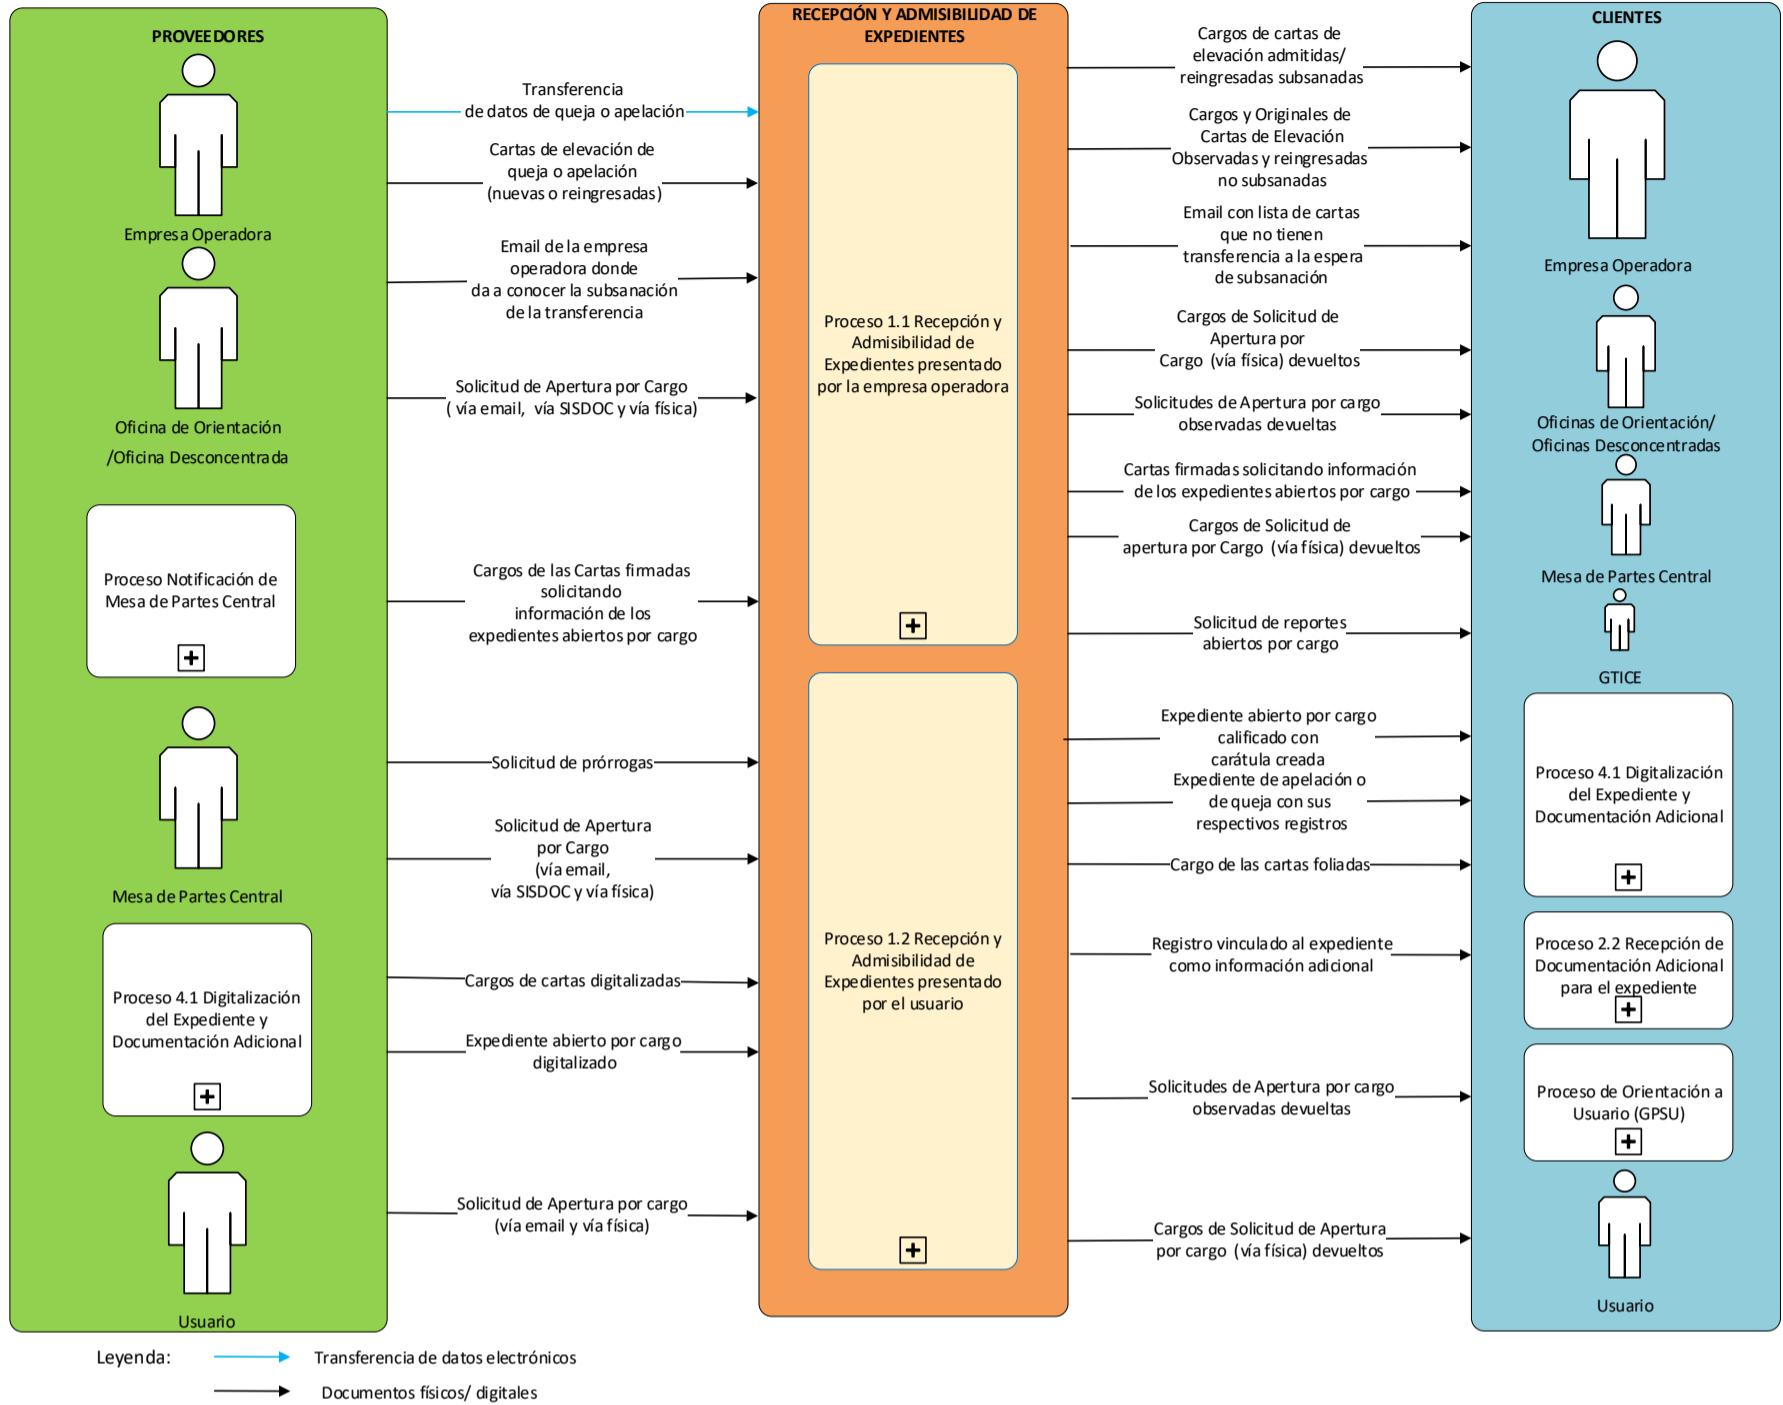 PROVEEDORES
Empresa Operadora
Oficina de Orientación
/Oficina Desconcentrada
Proceso Notificación de
Mesa de Partes Central
Mesa de Partes Central
Proceso 4.1 Digitalización
del Expediente y
Documentación Adicional
Usuario
Transferencia
de datos de queja o apelación
Cartas de elevación de
queja o apelación
(nuevas o reingresadas)
Email de la empresa
operadora donde
da a conocer la subsanación
de la transferencia
Solicitud de Apertura por Cargo
( vía email, vía SISDOC y vía física)
Cargos de las Cartas firmadas
solicitando
información de los
expedientes abiertos por cargo
Solicitud de prórrogas
Solicitud de Apertura
por Cargo
(vía email,
vía SISDOC y vía física)
Cargos de cartas digitalizadas
Expediente abierto por cargo
digitalizado
Solicitud de Apertura por cargo
(vía email y vía física)
RECEPCIÓN Y ADMISIBILIDAD DE
EXPEDIENTES
Proceso 1.1 Recepción y
Admisibilidad de
Expedientes presentado
por la empresa operadora
Proceso 1.2 Recepción y
Admisibilidad de
Expedientes presentado
por el usuario
Cargos de cartas de
elevación admitidas/
reingresadas subsanadas
Cargos y Originales de
Cartas de Elevación
Observadas y reingresadas
no subsanadas
Email con lista de cartas
que no tienen
transferencia a la espera
de subsanación
Cargos de Solicitud de
Apertura por
Cargo (vía física) devueltos
Solicitudes de Apertura por cargo
observadas devueltas
Cartas firmadas solicitando información
de los expedientes abiertos por cargo
Cargos de Solicitud de
apertura por Cargo (vía física) devueltos
Solicitud de reportes
abiertos por cargo
Expediente abierto por cargo
calificado con
carátula creada
Expediente de apelación o
de queja con sus
respectivos registros
Cargo de las cartas foliadas
Registro vinculado al expediente
como información adicional
Solicitudes de Apertura por cargo
observadas devueltas
Cargos de Solicitud de Apertura
por cargo (vía física) devueltos
CLIENTES
Empresa Operadora
Oficinas de Orientación/
Oficinas Desconcentradas
Mesa de Partes Central
GTICE
Proceso 4.1 Digitalización
del Expediente y
Documentación Adicional
Proceso 2.2 Recepción de
Documentación Adicional
para el expediente
Proceso de Orientación a
Usuario (GPSU)
Usuario
Leyenda:
Transferencia de datos electrónicos
Documentos físicos/ digitales